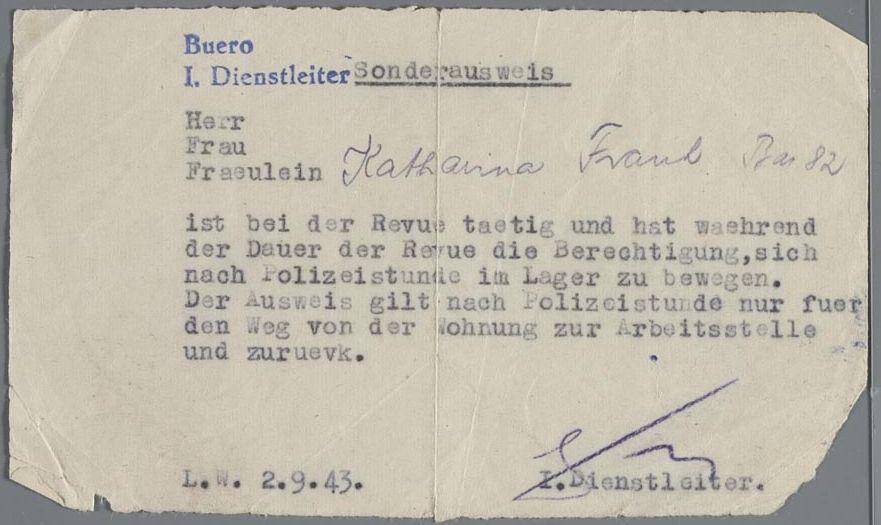 Buero
I. Dienstleiter Sonderausweis
Herr
Frau
Fraeulein Katharina Frank Bar 82
ist bei der Revue taetig und hat waehrend
der Dauer der Revue die Berechtigung,sich
nach Polizeistunde im Lager zu bewegen.
Der Ausweis gilt nach Polizeistunde nur fuer
den Weg von der Wohnung zur Arbeitsstelle
und zuruevk.
L.W. 2.9.43. I.Dienstleiter.